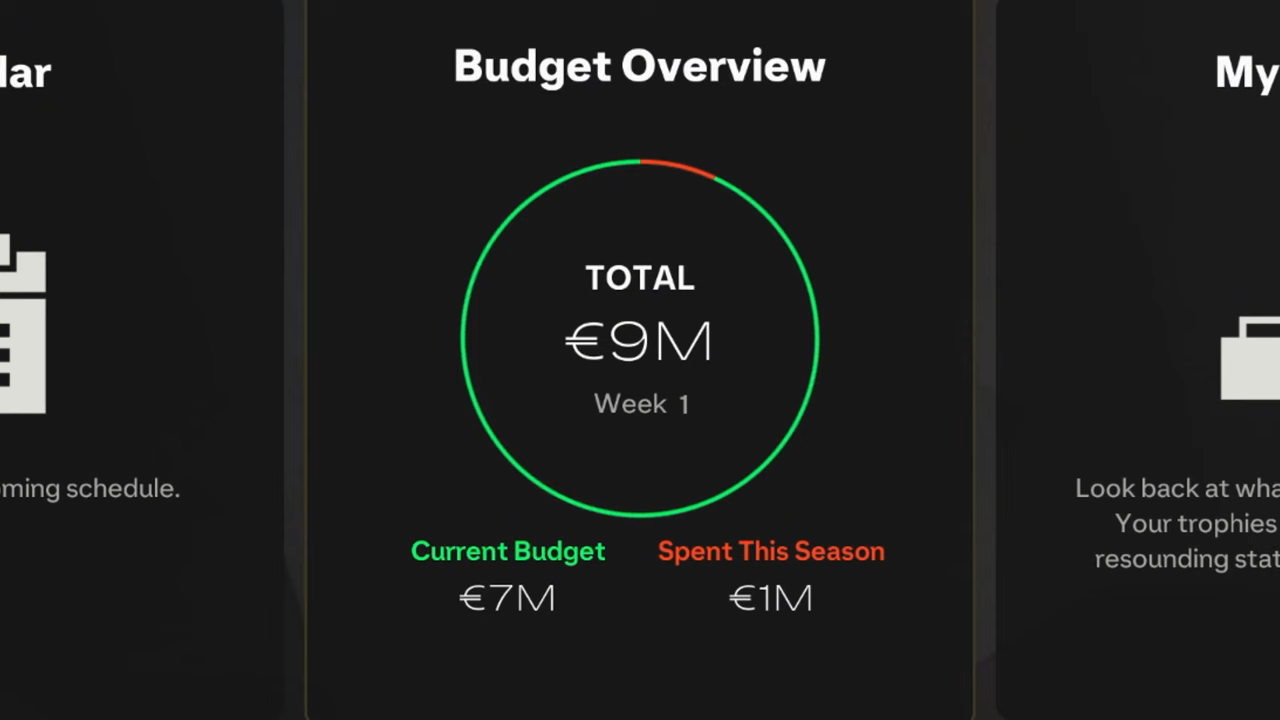 lar
Budget Overview
My
TOTAL
€9M
Week 1
oming schedule.
Current Budget
Spent This Season
€7M
€1M
Look back at wha
Your trophies
resounding stat